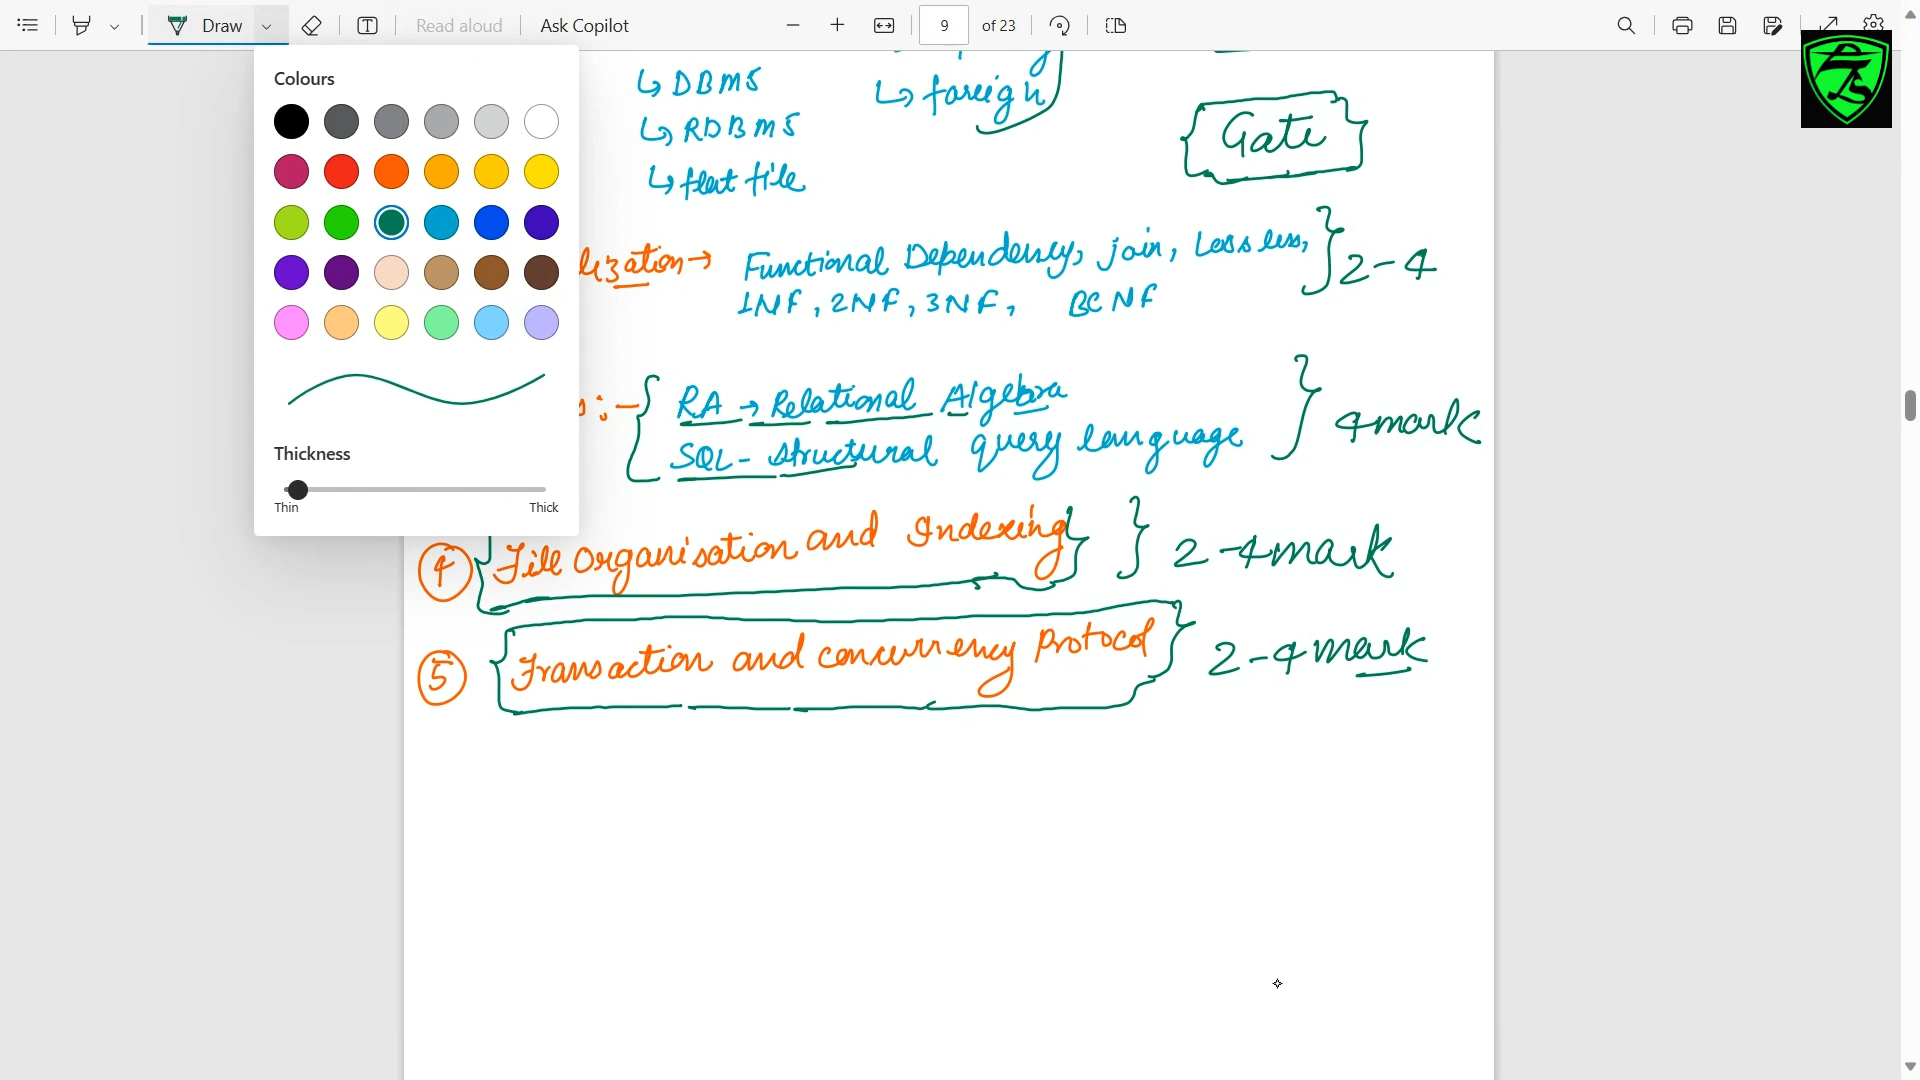 Draw
Read aloud
Ask Copilot
9 of 23
Colours
Thickness
Thin
Thick
↳ DBMS
↳ RDBMS
↳ flat file
↳ foreign
Gate
lization → Functional Dependency, join, Lossless,
1NF, 2NF, 3NF, BCNF
2-4
s:- RA → Relational Algebra
SQL - structural query language
4 mark
④ File organisation and Indexing
2-4 mark
⑤ Transaction and concurrency Protocol
2-4 mark